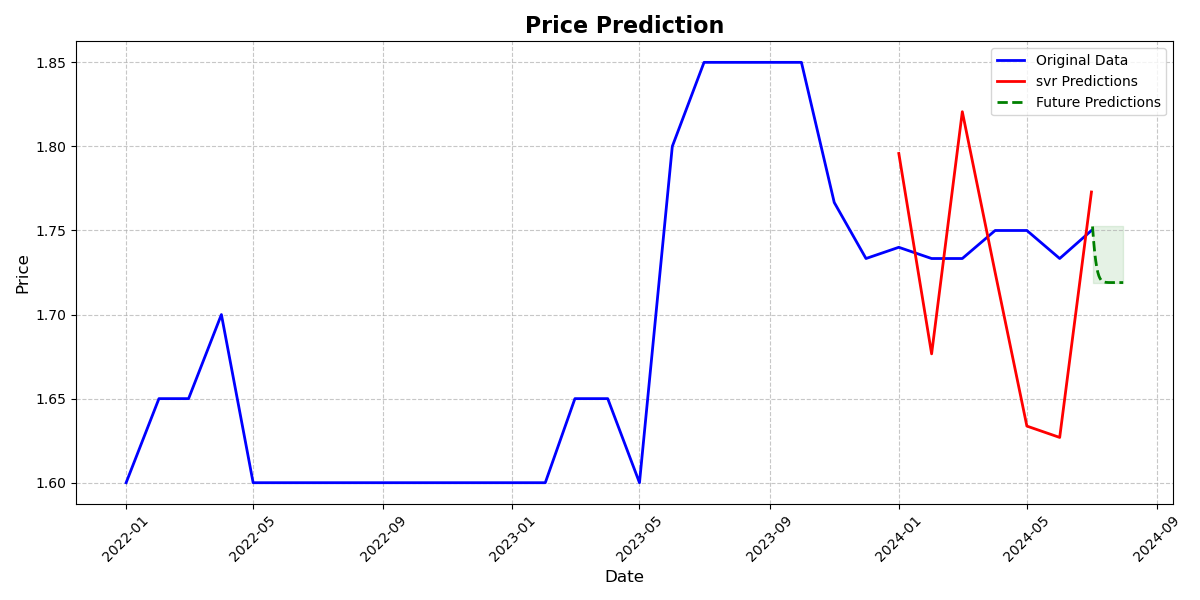 Price Prediction
Original Data
svr Predictions
Future Predictions
Price
1.85
1.80
1.75
1.70
1.65
1.60
2022-01
2022-05
2022-09
2023-01
2023-05
2023-09
2024-01
2024-05
2024-09
Date